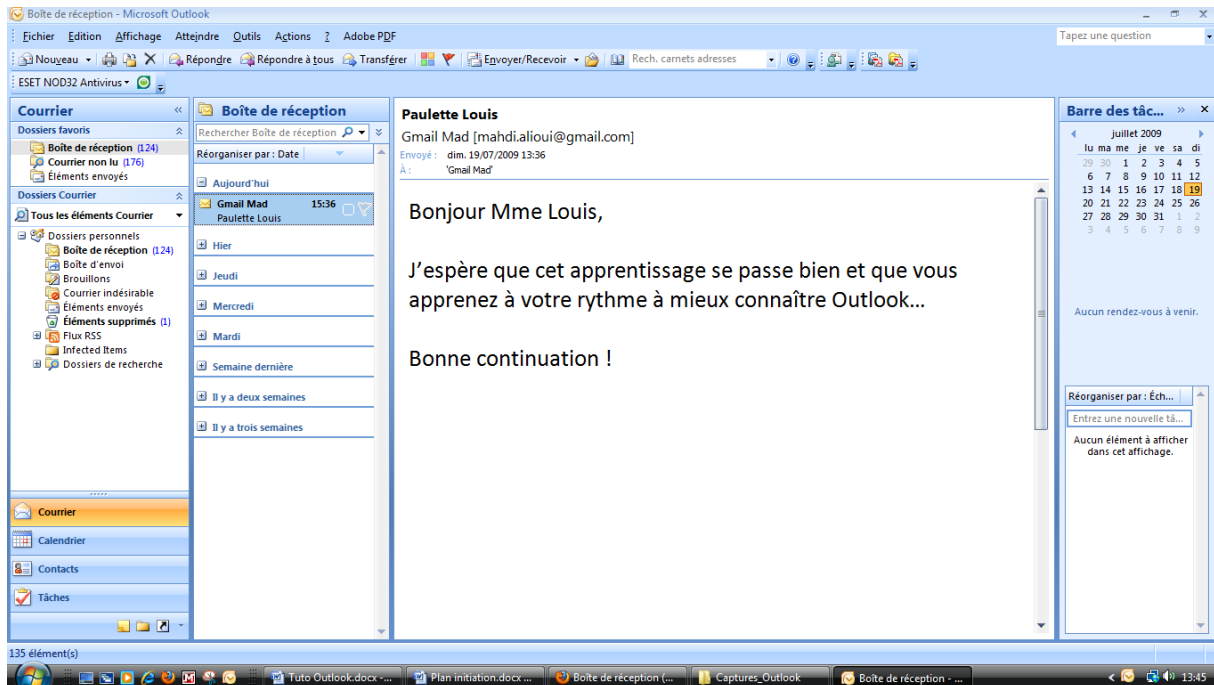 Boîte de réception - Microsoft Outlook
Fichier Edition Affichage Atteindre Outils Actions ? Adobe PDF
Tapez une question
Nouveau Répondre Répondre à tous Transférer Envoyer/Recevoir Rech. carnets adresses
ESET NOD32 Antivirus
Courrier «
Dossiers favoris
Boîte de réception (124)
Courrier non lu (176)
Éléments envoyés
Dossiers Courrier
Tous les éléments Courrier
Dossiers personnels
Boîte de réception (124)
Boîte d'envoi
Brouillons
Courrier indésirable
Éléments envoyés
Éléments supprimés (1)
Flux RSS
Infected Items
Dossiers de recherche
Courrier
Calendrier
Contacts
Tâches
Boîte de réception
Rechercher Boîte de réception
Réorganiser par : Date
Aujourd'hui
Gmail Mad 15:36
Paulette Louis
Hier
Jeudi
Mercredi
Mardi
Semaine dernière
Il y a deux semaines
Il y a trois semaines
Paulette Louis
Gmail Mad [mahdi.alioui@gmail.com]
Envoyé : dim. 19/07/2009 13:36
À : 'Gmail Mad'
Bonjour Mme Louis,
J'espère que cet apprentissage se passe bien et que vous
apprenez à votre rythme à mieux connaître Outlook…
Bonne continuation !
Barre des tâc... » ×
juillet 2009
lu ma me je ve sa di
29 30 1 2 3 4 5
6 7 8 9 10 11 12
13 14 15 16 17 18 19
20 21 22 23 24 25 26
27 28 29 30 31 1 2
3 4 5 6 7 8 9
Aucun rendez-vous à venir.
Réorganiser par : Éch...
Entrez une nouvelle tâ...
Aucun élément à afficher
dans cet affichage.
135 élément(s)
Tuto Outlook.docx -... Plan initiation.docx ... Boîte de réception (... Captures_Outlook Boîte de réception - ... 13:45